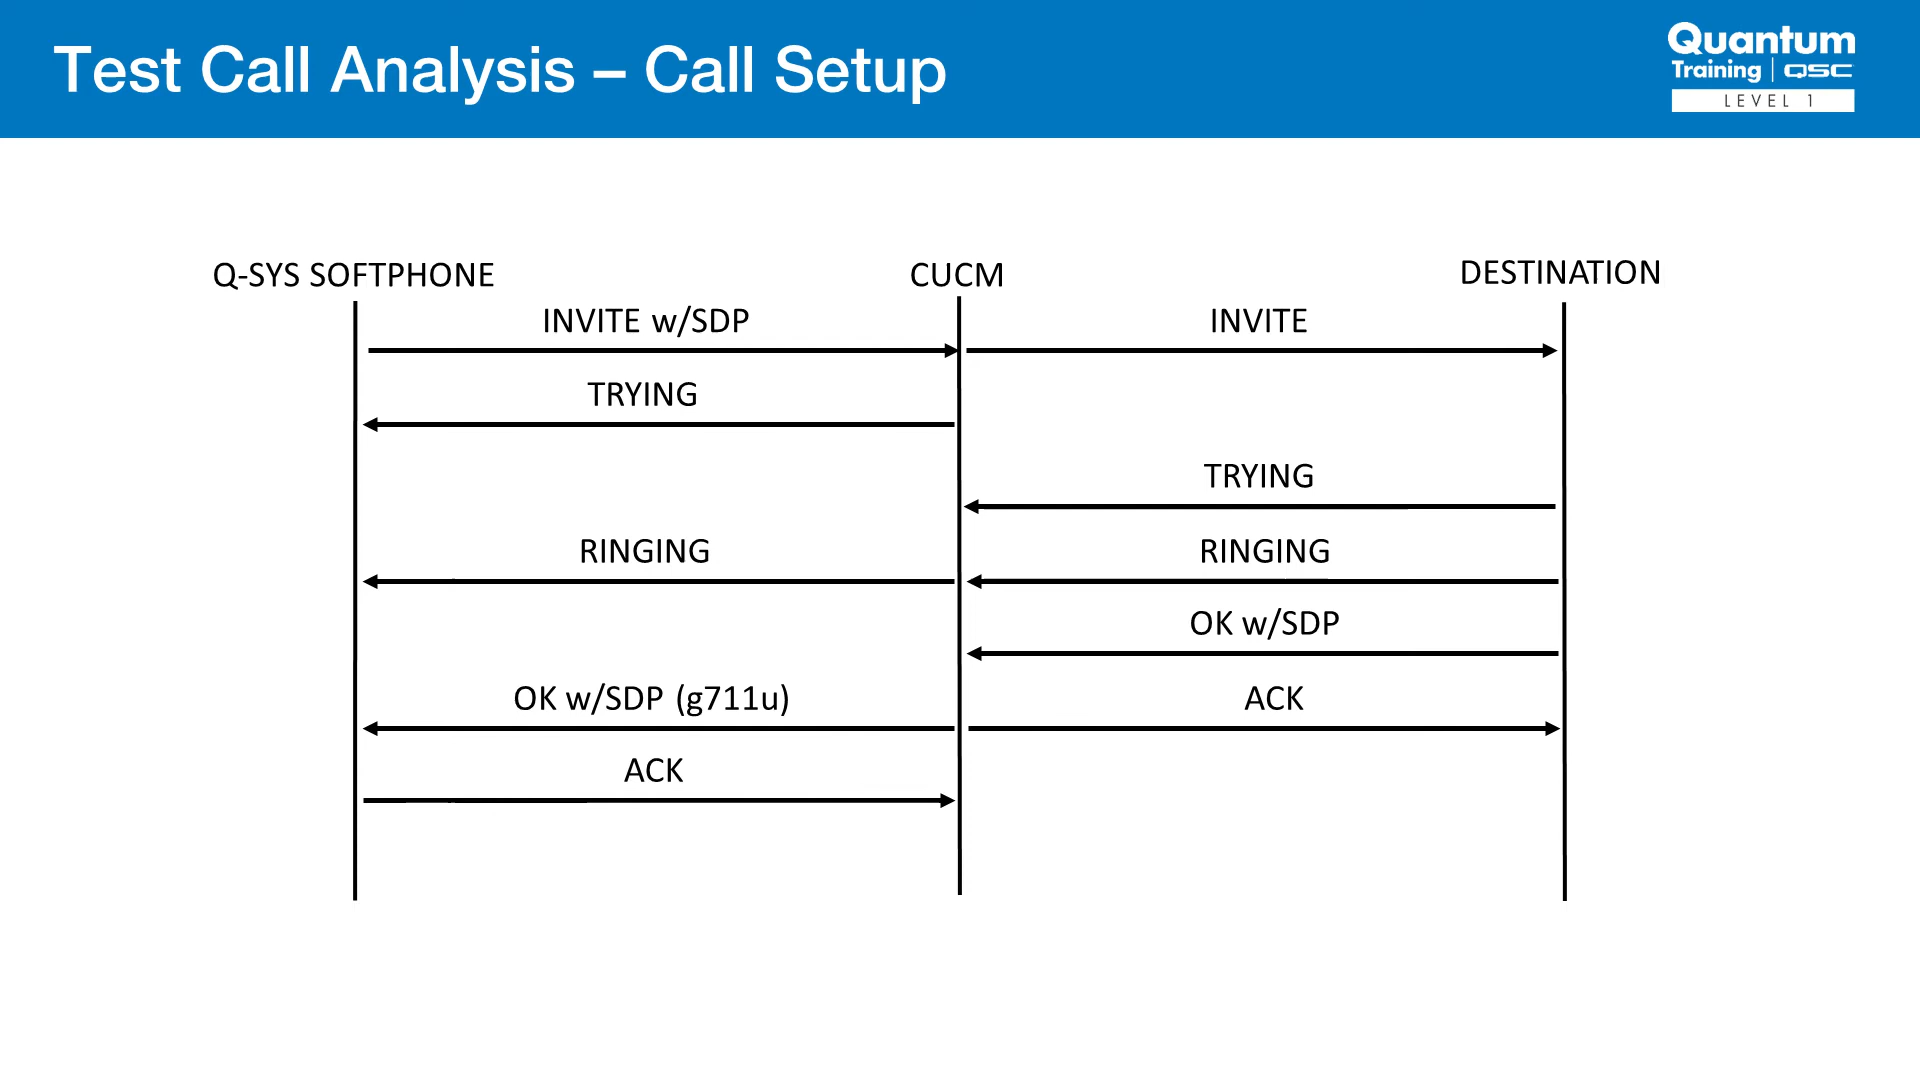 Test Call Analysis – Call Setup
Quantum
Training | QSC
LEVEL 1
Q-SYS SOFTPHONE
CUCM
DESTINATION
INVITE w/SDP
INVITE
TRYING
TRYING
RINGING
RINGING
OK w/SDP
OK w/SDP (g711u)
ACK
ACK